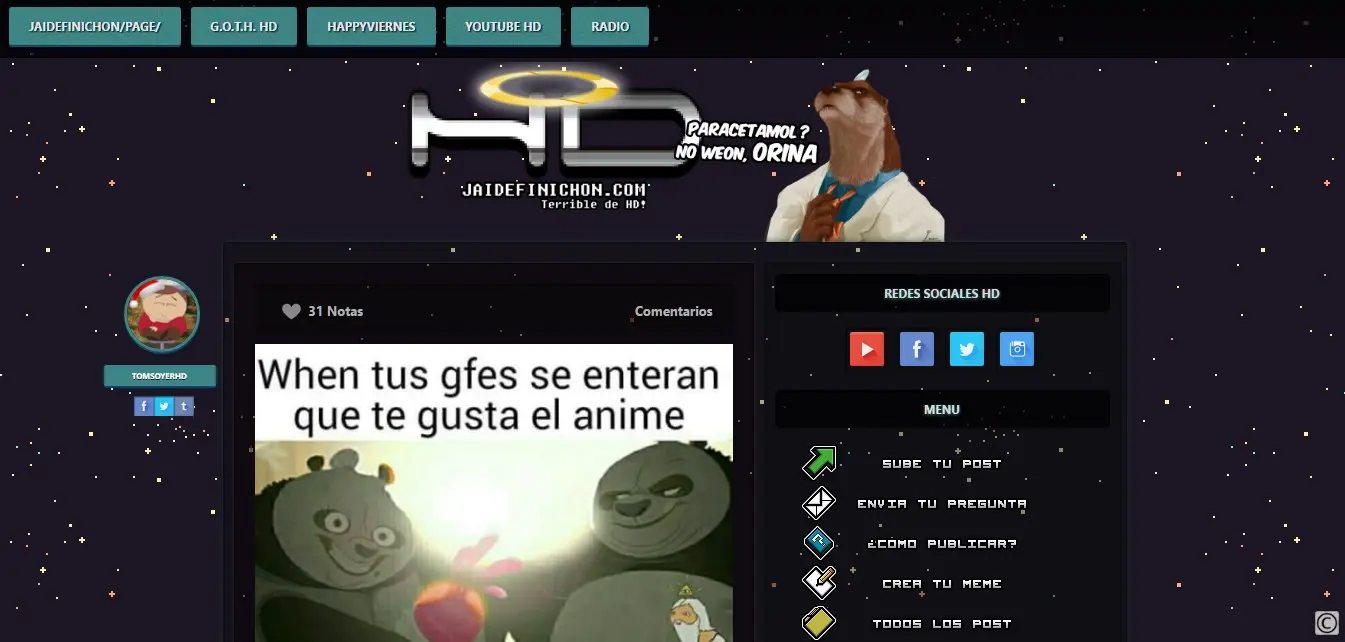 JAIDEFINICHON/PAGE/
G.O.T.H. HD
HAPPYVIERNES
YOUTUBE HD
RADIO
HD
PARACETAMOL?
NO WEON, ORINA
JAIDEFINICHON.COM
Terrible de HD!
TOMSOYERHD
f
t
31 Notas
Comentarios
When tus gfes se enteran
que te gusta el anime
REDES SOCIALES HD
f
MENU
SUBE TU POST
ENVIA TU PREGUNTA
¿COMO PUBLICAR?
CREA TU MEME
TODOS LOS POST
©